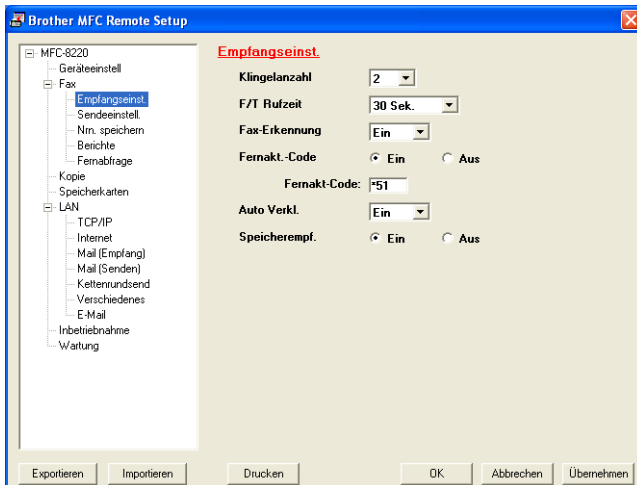 Brother MFC Remote Setup
MFC-8220
Geräteeinstell
Fax
Empfangseinst.
Sendeeinstell.
Nrn. speichern
Berichte
Fernabfrage
Kopie
Speicherkarten
LAN
TCP/IP
Internet
Mail (Empfang)
Mail (Senden)
Kettenrundsend
Verschiedenes
E-Mail
Inbetriebnahme
Wartung
Empfangseinst.
Klingelanzahl 2
F/T Rufzeit 30 Sek.
Fax-Erkennung Ein
Fernakt.-Code Ein Aus
Fernakt-Code: *51
Auto Verkl. Ein
Speicherempf. Ein Aus
Exportieren Importieren Drucken OK Abbrechen Übernehmen